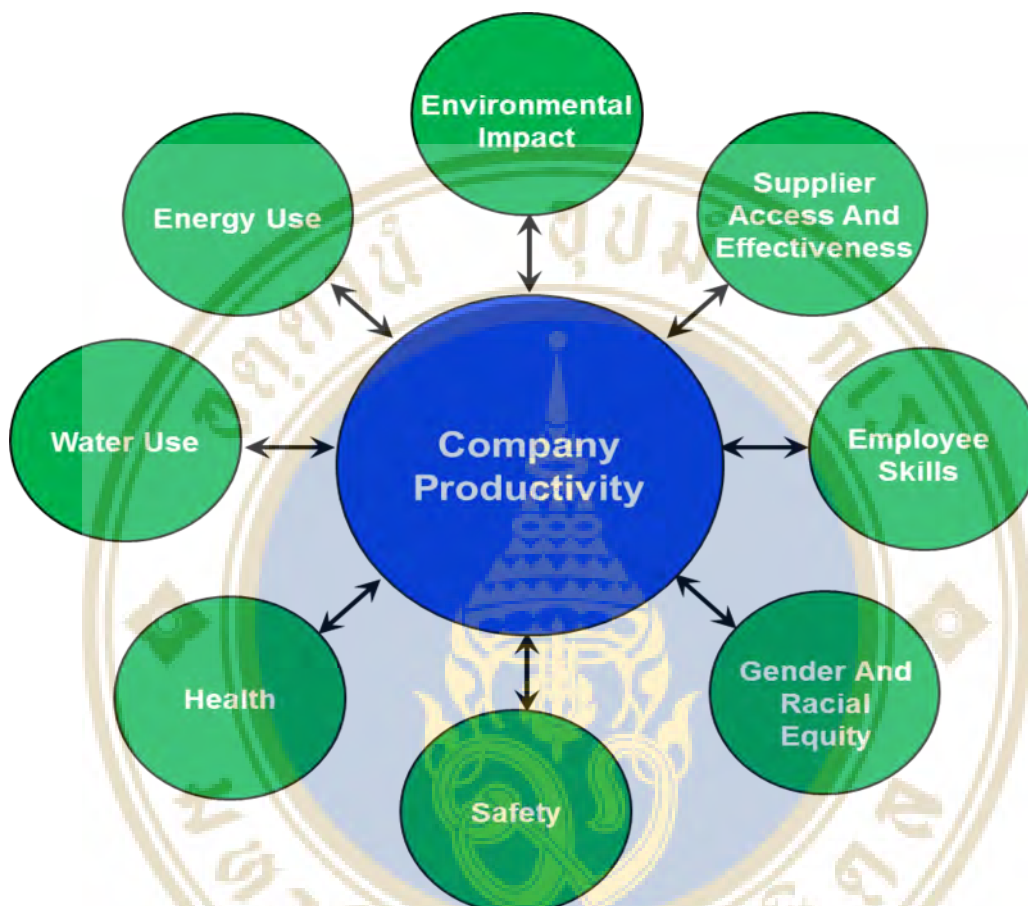 Environmental
Impact
Supplier
Access And
Effectiveness
Energy Use
Water Use
Company
Productivity
Employee
Skills
Health
Gender And
Racial
Equity
Safety